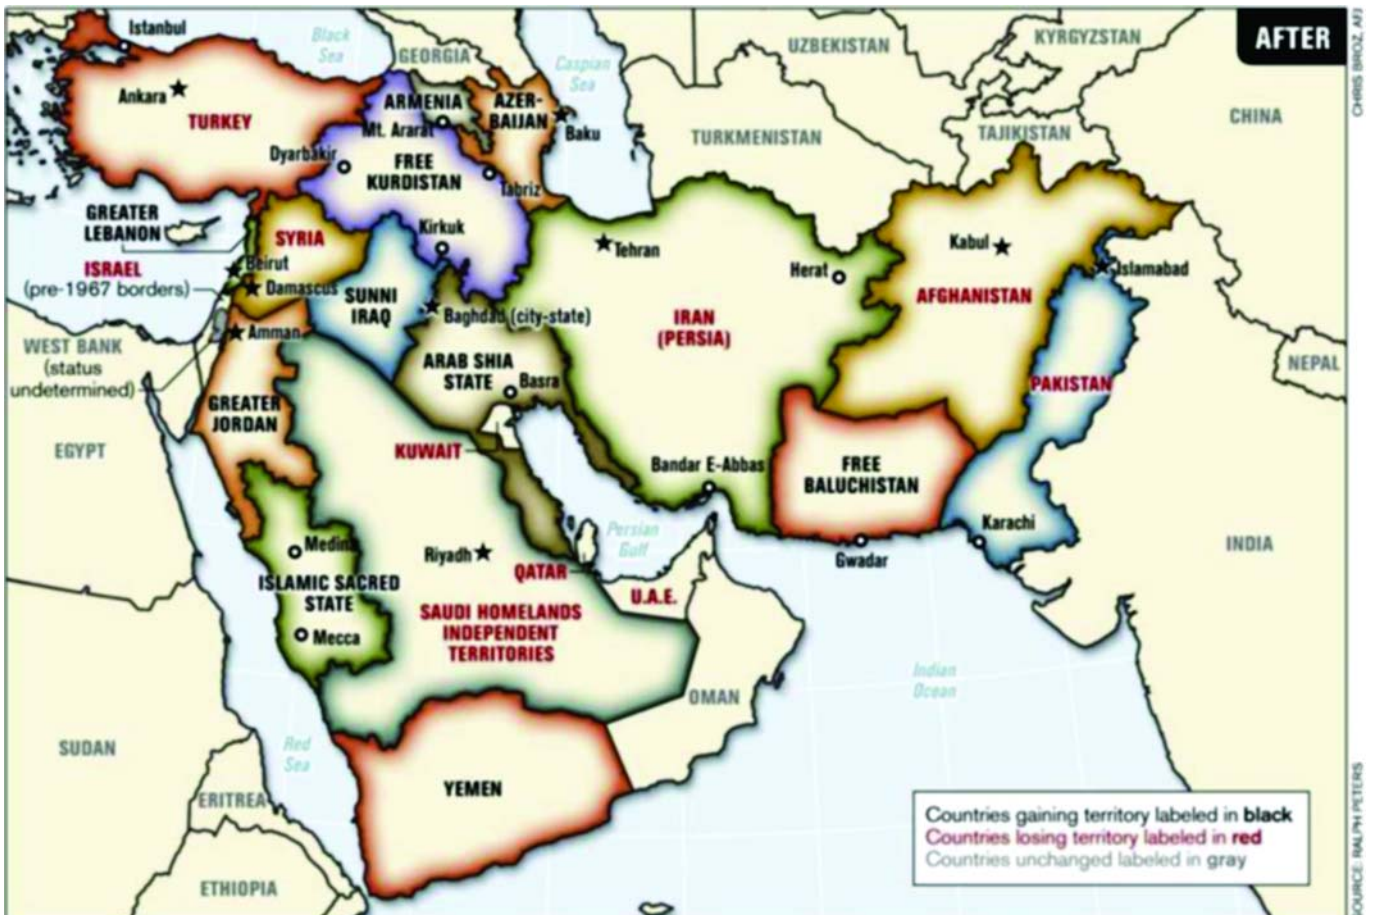 AFTER
CHRIS BROZ, AFJ
Istanbul
Black
Sea
GEORGIA
Caspian
Sea
UZBEKISTAN
KYRGYZSTAN
Ankara
TURKEY
ARMENIA
AZER-
BAIJAN
Baku
TURKMENISTAN
TAJIKISTAN
CHINA
Mt. Ararat
Dyarbakir
FREE
KURDISTAN
Tabriz
GREATER
LEBANON
SYRIA
Kirkuk
Tehran
Herat
Kabul
Islamabad
ISRAEL
(pre-1967 borders)
Beirut
Damascus
SUNNI
IRAQ
Baghdad (city-state)
IRAN
(PERSIA)
AFGHANISTAN
WEST BANK
(status
undetermined)
Amman
ARAB SHIA
STATE
Basra
PAKISTAN
NEPAL
GREATER
JORDAN
EGYPT
KUWAIT
Bandar E-Abbas
FREE
BALUCHISTAN
Karachi
Gwadar
INDIA
Medina
Riyadh
Persian
Gulf
QATAR
ISLAMIC SACRED
STATE
U.A.E.
Mecca
SAUDI HOMELANDS
INDEPENDENT
TERRITORIES
OMAN
Indian
Ocean
SUDAN
Red
Sea
YEMEN
ERITREA
ETHIOPIA
Countries gaining territory labeled in black
Countries losing territory labeled in red
Countries unchanged labeled in gray
SOURCE: RALPH PETERS